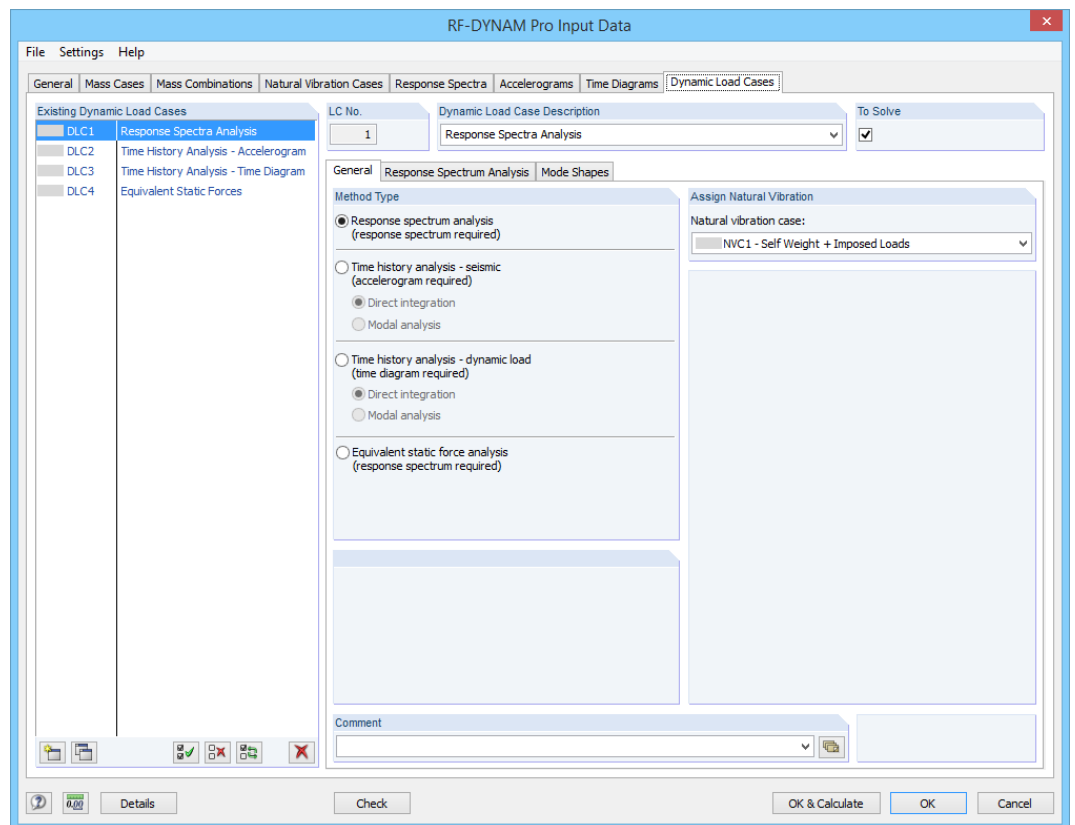 RF-DYNAM Pro Input Data
File Settings Help
General Mass Cases Mass Combinations Natural Vibration Cases Response Spectra Accelerograms Time Diagrams Dynamic Load Cases
Existing Dynamic Load Cases
DLC1 Response Spectra Analysis
DLC2 Time History Analysis - Accelerogram
DLC3 Time History Analysis - Time Diagram
DLC4 Equivalent Static Forces
LC No.
1
Dynamic Load Case Description
Response Spectra Analysis
To Solve
General Response Spectrum Analysis Mode Shapes
Method Type
Response spectrum analysis
(response spectrum required)
Time history analysis - seismic
(accelerogram required)
Direct integration
Modal analysis
Time history analysis - dynamic load
(time diagram required)
Direct integration
Modal analysis
Equivalent static force analysis
(response spectrum required)
Assign Natural Vibration
Natural vibration case:
NVC1 - Self Weight + Imposed Loads
Comment
0,00 Details Check OK & Calculate OK Cancel